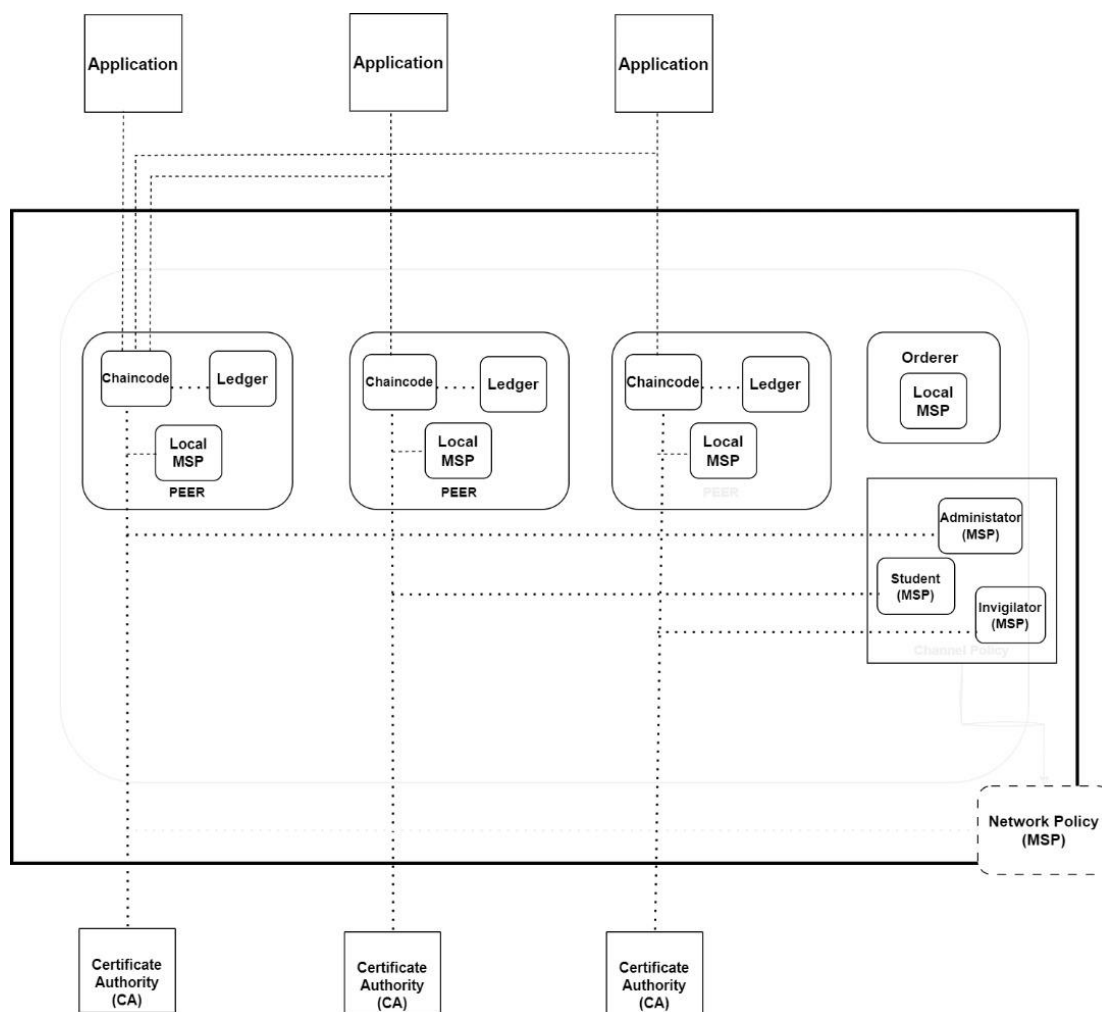 Application
Application
Application
Chaincode
Ledger
Local
MSP
PEER
Chaincode
Ledger
Local
MSP
PEER
Chaincode
Ledger
Local
MSP
PEER
Orderer
Local
MSP
Administator
(MSP)
Student
(MSP)
Invigilator
(MSP)
Channel Policy
Network Policy
(MSP)
Certificate
Authority
(CA)
Certificate
Authority
(CA)
Certificate
Authority
(CA)